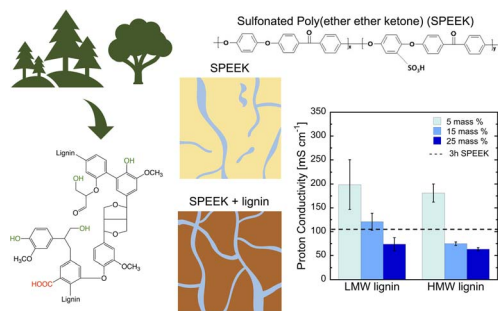 Sulfonated Poly(ether ether ketone) (SPEEK)
O
O
O
x
O
O
O
y
SO₃H
SPEEK
SPEEK + lignin
Lignin
OH
HO
O
OCH₃
O
O
O
OH
HO
H₃CO
OCH₃
HOOC
O
Lignin
Proton Conductivity [mS cm⁻¹]
350
300
250
200
150
100
50
0
5 mass %
15 mass %
25 mass %
3h SPEEK
LMW lignin
HMW lignin